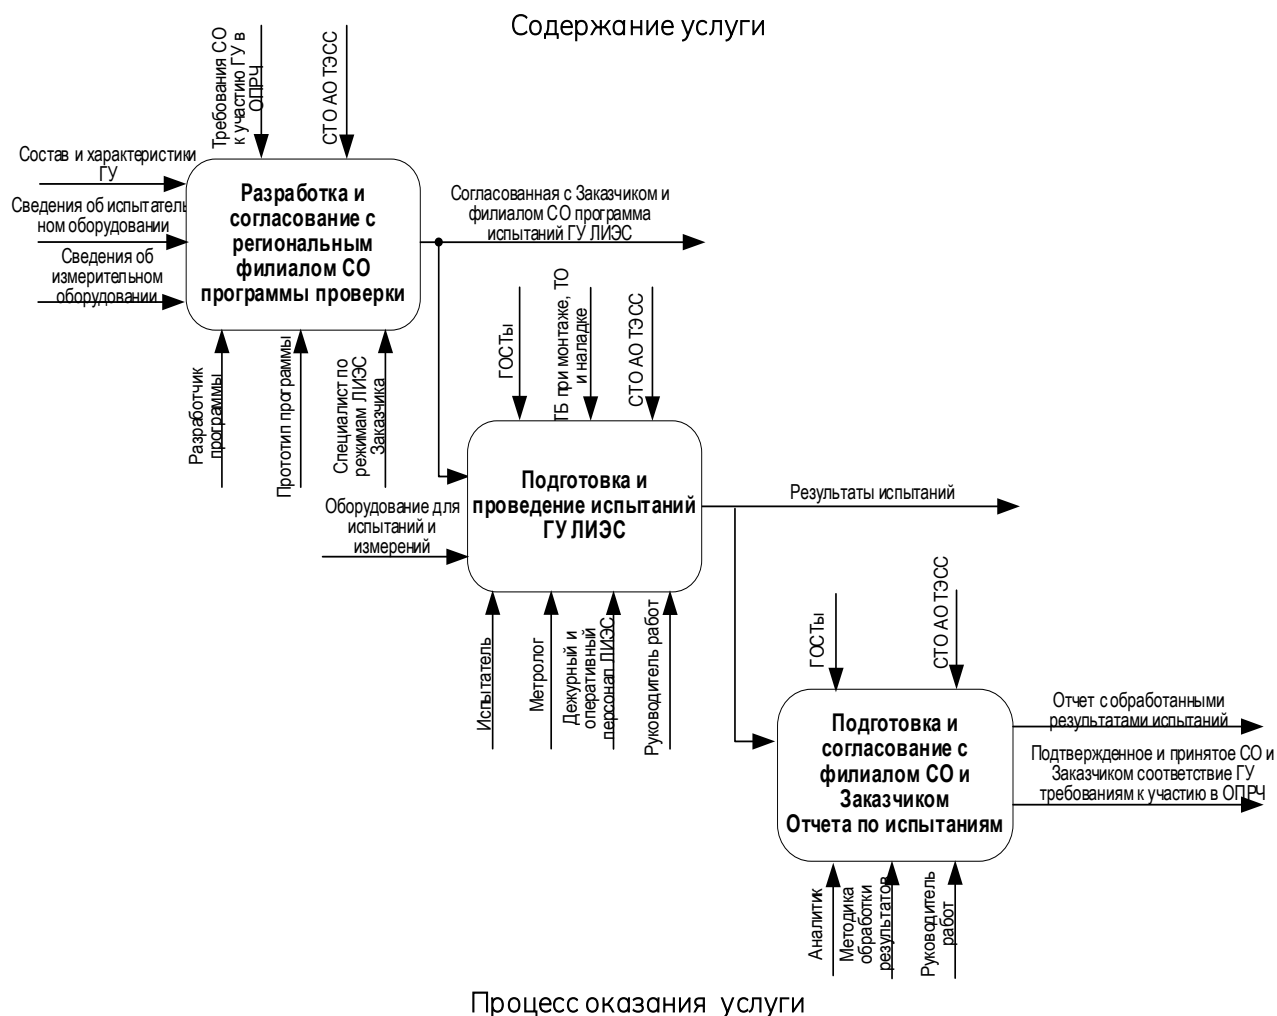 Содержание услуги
Требования СО
к участию ГУ в
ОПРЧ
СТО АО ТЭСС
Состав и характеристики
ГУ
Сведения об испытатель
ном оборудовании
Сведения об
измерительном
оборудовании
Разработка и
согласование с
региональным
филиалом СО
программы проверки
Согласованная с Заказчиком и
филиалом СО программа
испытаний ГУ ЛИЭС
Разработчик
программы
Прототип программы
Специалист по
режимам ЛИЭС
Заказчика
ГОСТы
ТБ при монтаже, ТО
и наладке
СТО АО ТЭСС
Оборудование для
испытаний и
измерений
Подготовка и
проведение испытаний
ГУ ЛИЭС
Результаты испытаний
Испытатель
Метролог
Дежурный и
оперативный
персонал ЛИЭС
Руководитель работ
ГОСТы
СТО АО ТЭСС
Подготовка и
согласование с
филиалом СО и
Заказчиком
Отчета по испытаниям
Отчет с обработанными
результатами испытаний
Подтвержденное и принятое СО и
Заказчиком соответствие ГУ
требованиям к участию в ОПРЧ
Аналитик
Методика
обработки
результатов
Руководитель
работ
Процесс оказания услуги